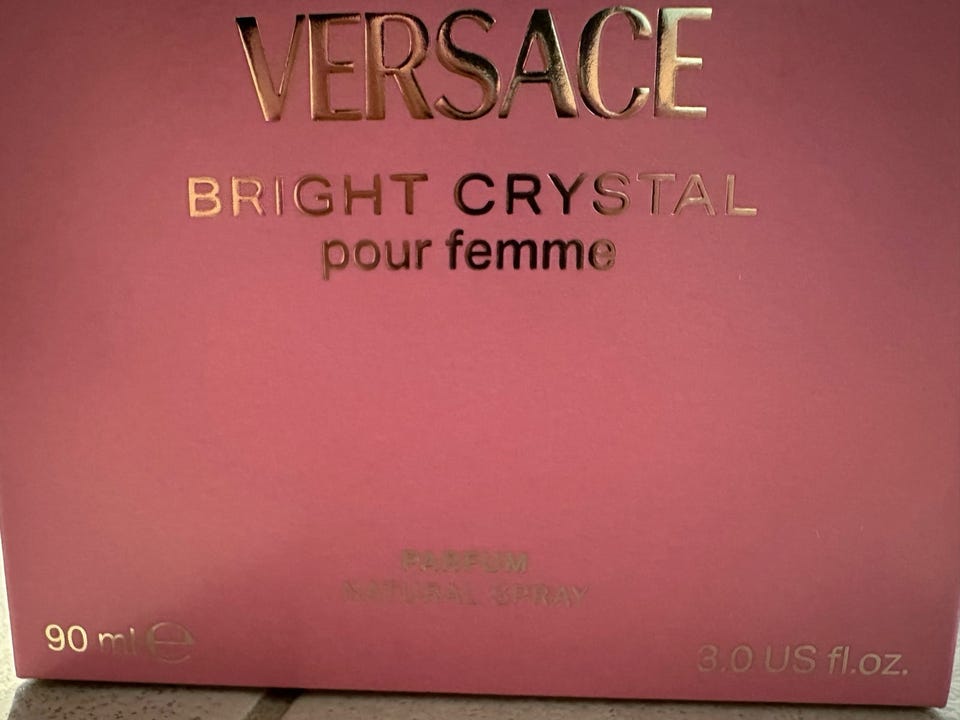 VERSACE
BRIGHT CRYSTAL
pour femme
PARFUM
NATURAL SPRAY
90 ml e
3.0 US fl.oz.